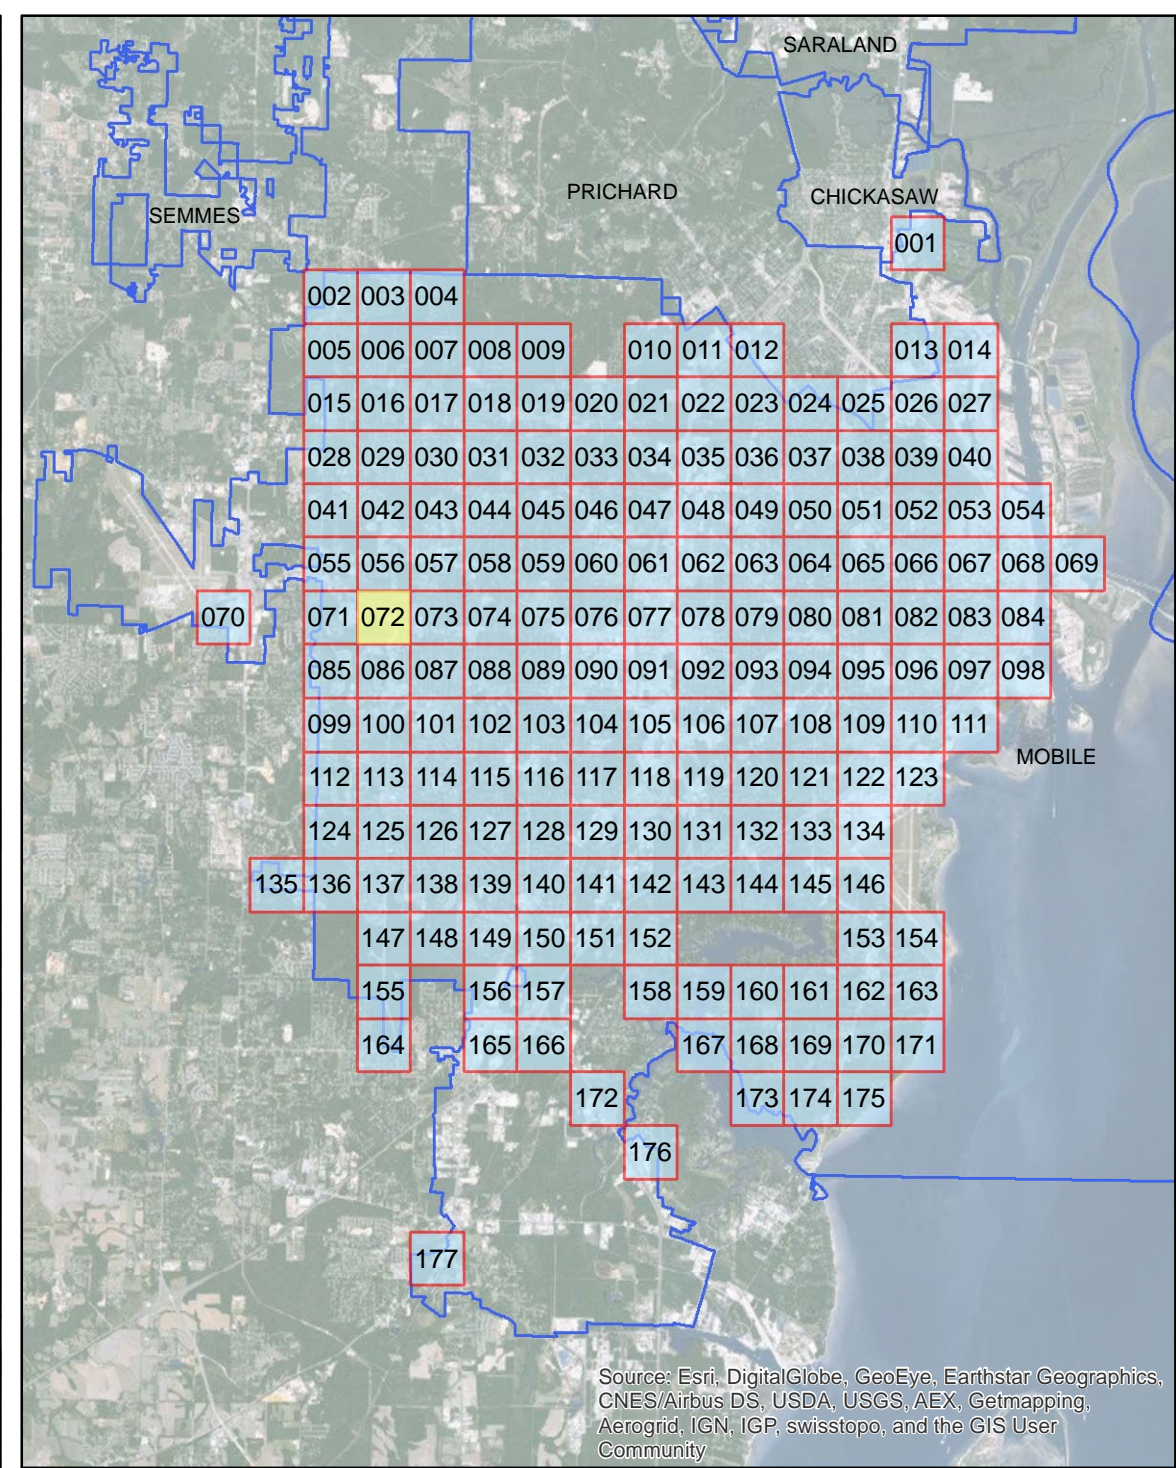 SARALAND
PRICHARD
CHICKASAW
SEMMES
001
002 003 004
005 006 007 008 009 010 011 012 013 014
015 016 017 018 019 020 021 022 023 024 025 026 027
028 029 030 031 032 033 034 035 036 037 038 039 040
041 042 043 044 045 046 047 048 049 050 051 052 053 054
055 056 057 058 059 060 061 062 063 064 065 066 067 068 069
070 071 072 073 074 075 076 077 078 079 080 081 082 083 084
085 086 087 088 089 090 091 092 093 094 095 096 097 098
099 100 101 102 103 104 105 106 107 108 109 110 111
MOBILE
112 113 114 115 116 117 118 119 120 121 122 123
124 125 126 127 128 129 130 131 132 133 134
135 136 137 138 139 140 141 142 143 144 145 146
147 148 149 150 151 152 153 154
155 156 157 158 159 160 161 162 163
164 165 166 167 168 169 170 171
172 173 174 175
176
177
Source: Esri, DigitalGlobe, GeoEye, Earthstar Geographics,
CNES/Airbus DS, USDA, USGS, AEX, Getmapping,
Aerogrid, IGN, IGP, swisstopo, and the GIS User
Community